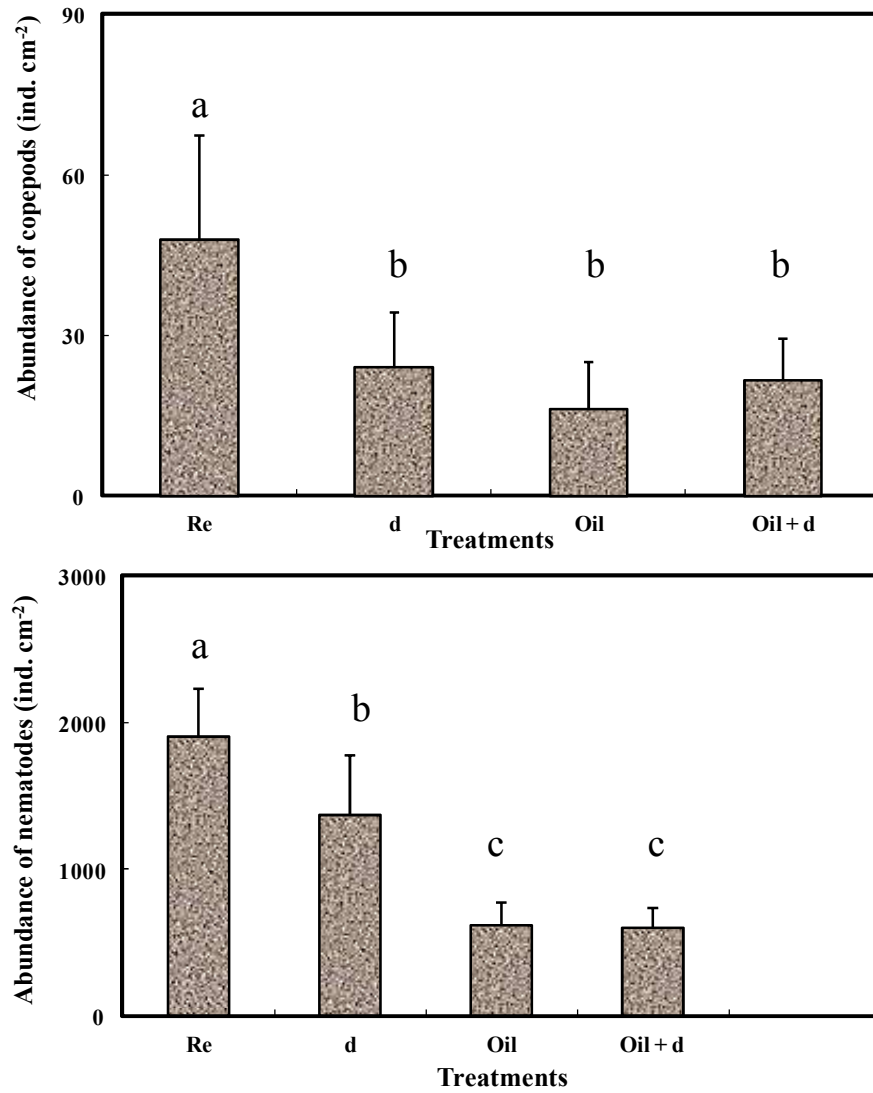 Abundance of copepods (ind. cm-2)
90
60
30
0
a
b
b
b
Re
d
Oil
Oil + d
Treatments
Abundance of nematodes (ind. cm-2)
3000
2000
1000
0
a
b
c
c
Re
d
Oil
Oil + d
Treatments